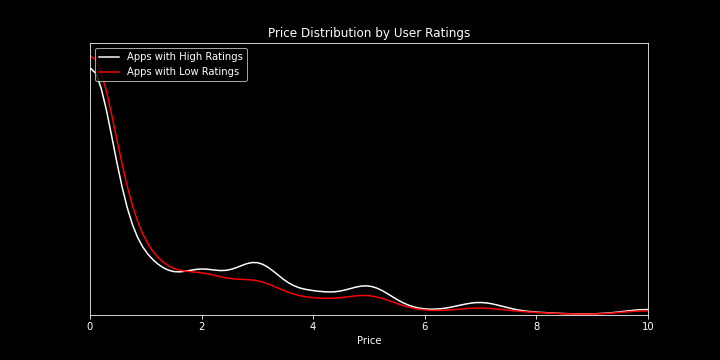 Price Distribution by User Ratings
Apps with High Ratings
Apps with Low Ratings
0 2 4 6 8 10
Price